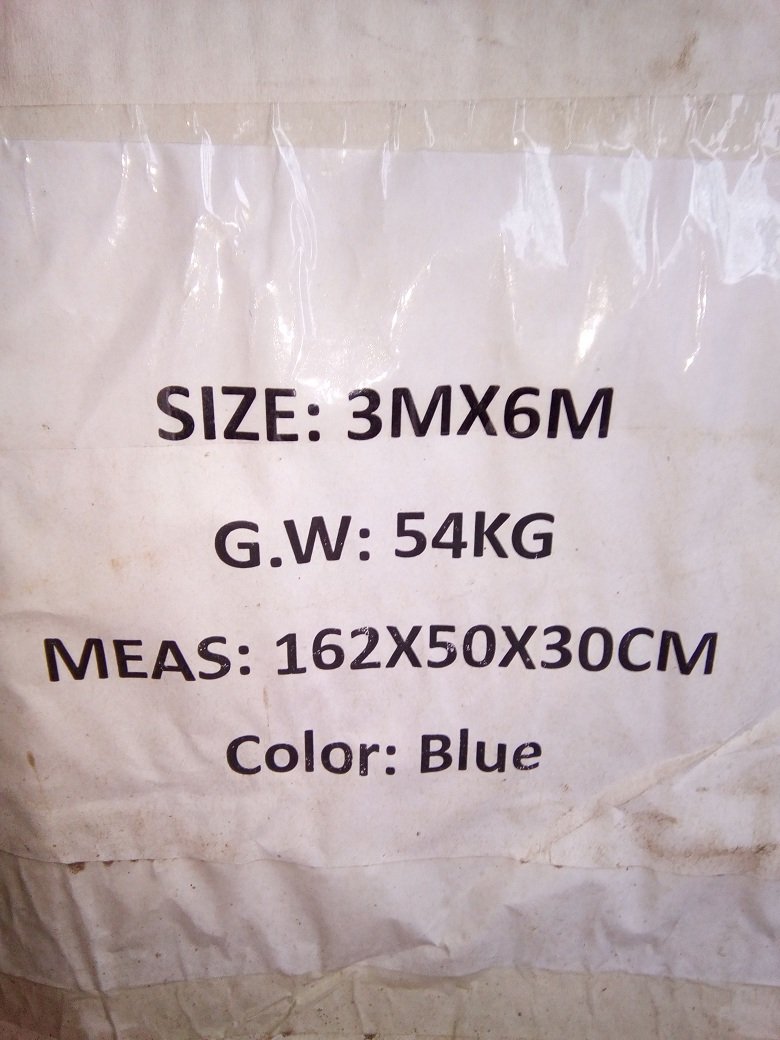 SIZE: 3MX6M
G.W: 54KG
MEAS: 162X50X30CM
Color: Blue